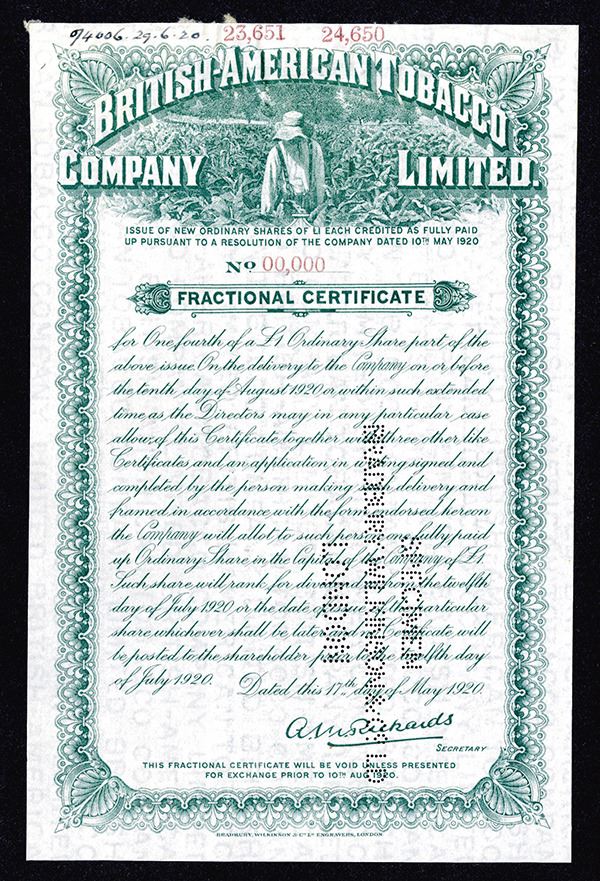 94006. 29.6.20. 23,651 24,650
BRITISH-AMERICAN TOBACCO
COMPANY LIMITED.
ISSUE OF NEW ORDINARY SHARES OF £1 EACH CREDITED AS FULLY PAID
UP PURSUANT TO A RESOLUTION OF THE COMPANY DATED 10TH MAY 1920
No 00,000
FRACTIONAL CERTIFICATE
for One fourth of a £1 Ordinary Share part of the
above issue. On the delivery to the Company on or before
the tenth day of August 1920 or within such extended
time as the Directors may in any particular case
allow, of this Certificate together with three other like
Certificates and an application in writing signed and
completed by the person making such delivery and
framed in accordance with the form endorsed hereon
the Company will allot to such person one fully paid
up Ordinary Share in the Capital of the Company of £1
Such share will rank for dividend from the twelfth
day of July 1920 or the date of issue of the particular
share whichever shall be later and no Certificate will
be posted to the shareholder prior to the twelfth day
of July 1920. Dated this 17th day of May 1920.
A.M. Rickards
SECRETARY
THIS FRACTIONAL CERTIFICATE WILL BE VOID UNLESS PRESENTED
FOR EXCHANGE PRIOR TO 10TH AUG 1920.
BRADBURY, WILKINSON & Co. Ld. ENGRAVERS, LONDON